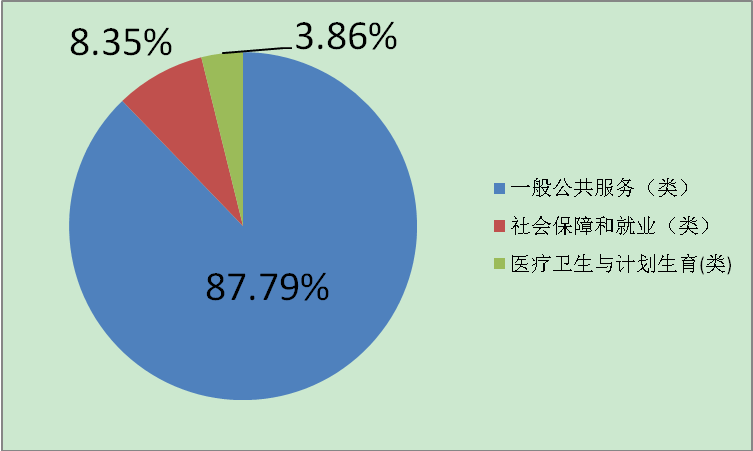 8.35%
3.86%
87.79%
一般公共服务（类）
社会保障和就业（类）
医疗卫生与计划生育(类)